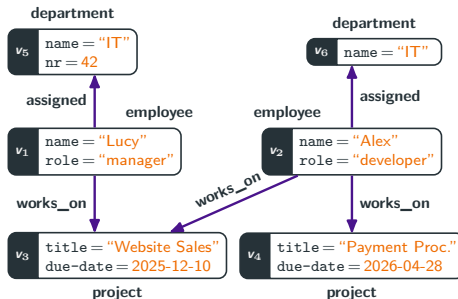 department
department
v5
name = “IT”
nr = 42
v6
name = “IT”
assigned
assigned
employee
employee
v1
name = “Lucy”
role = “manager”
v2
name = “Alex”
role = “developer”
works_on
works_on
works_on
v3
title = “Website Sales”
due-date = 2025-12-10
v4
title = “Payment Proc.”
due-date = 2026-04-28
project
project